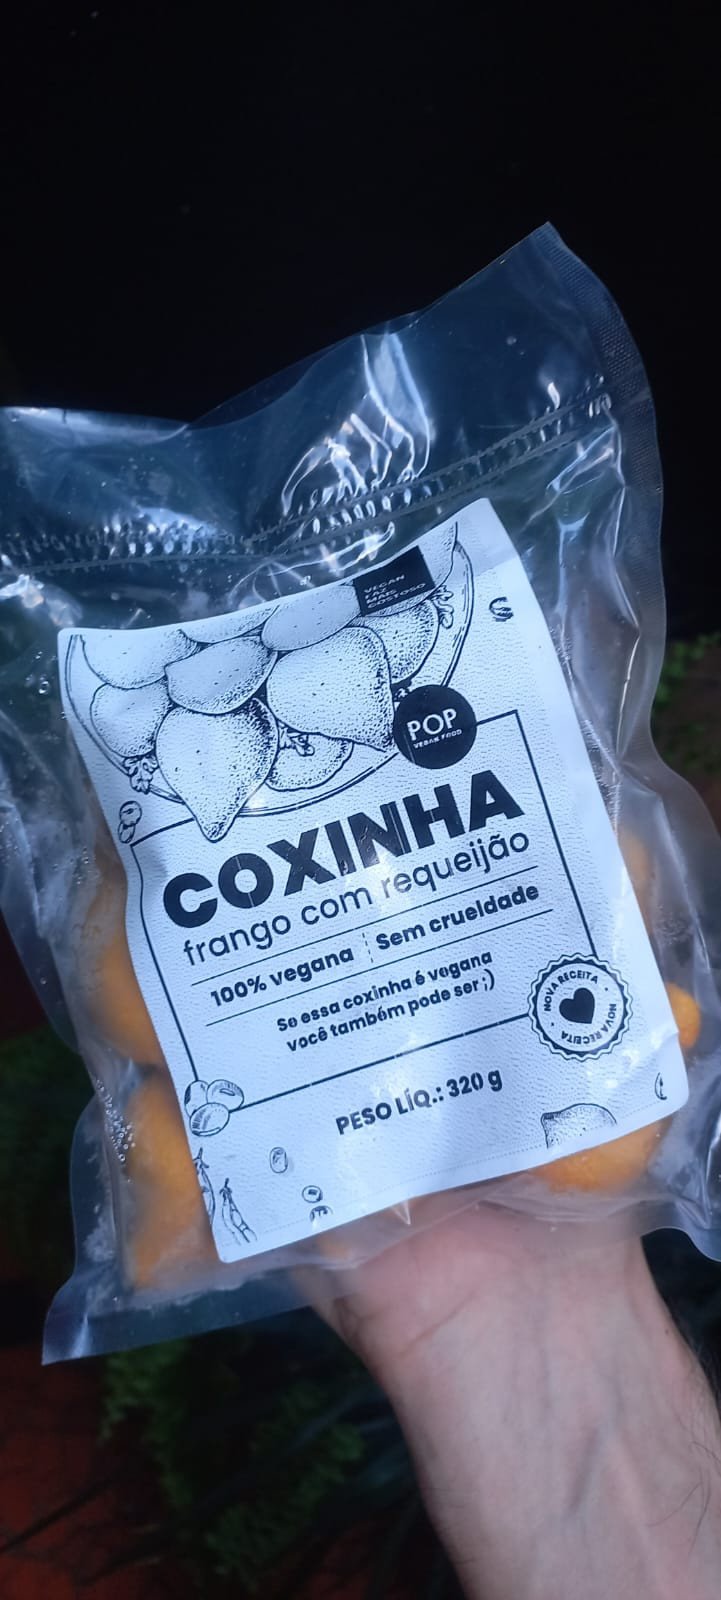 VEGAN
FAZ
MAIS
GOSTOSO
POP
VEGAN FOOD
COXINHA
frango com requeijão
100% vegana
Sem crueldade
Se essa coxinha é vegana
você também pode ser ;)
NOVA RECEITA
NOVA RECEITA
PESO LÍQ.: 320 g